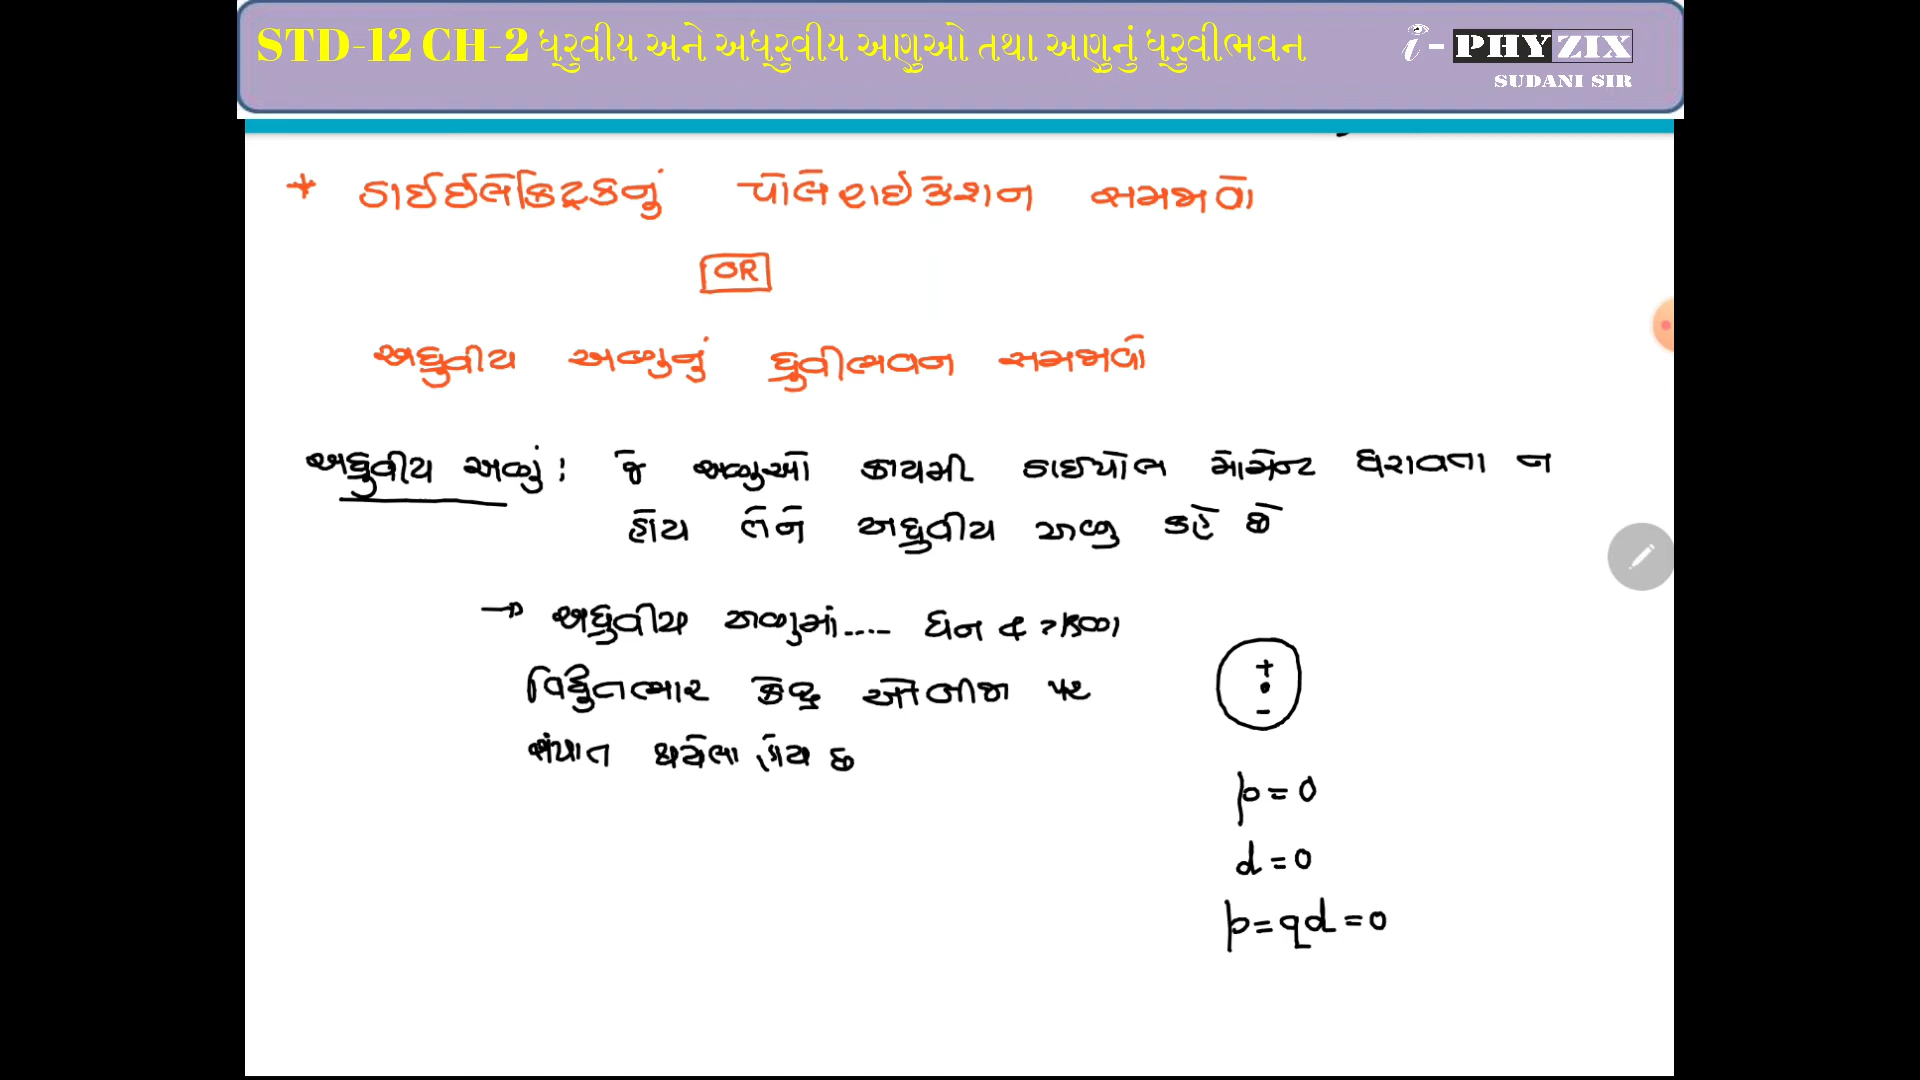 STD-12 CH-2 ધ્રુવીય અને અધ્રુવીય અણુઓ તથા અણુનું ધ્રુવીભવન
i-PHYZIX
SUDANI SIR
* ડાઈઈલેક્ટ્રિકનું પોલેરાઈઝેશન સમજાવો
OR
અધ્રુવીય અણુનું ધ્રુવીભવન સમજાવો
અધ્રુવીય અણું : જે અણુઓ કાયમી ડાઈપોલ મોમેન્ટ ધરાવતા ન
હોય તેને અધ્રુવીય અણુ કહે છે
→ અધ્રુવીય અણુમાં.... ધન
વિદ્યુતભાર કેન્દ્ર એકબીજા પર
સંપાત થયેલા હોય છે
+
-
p = 0
d = 0
p = qd = 0